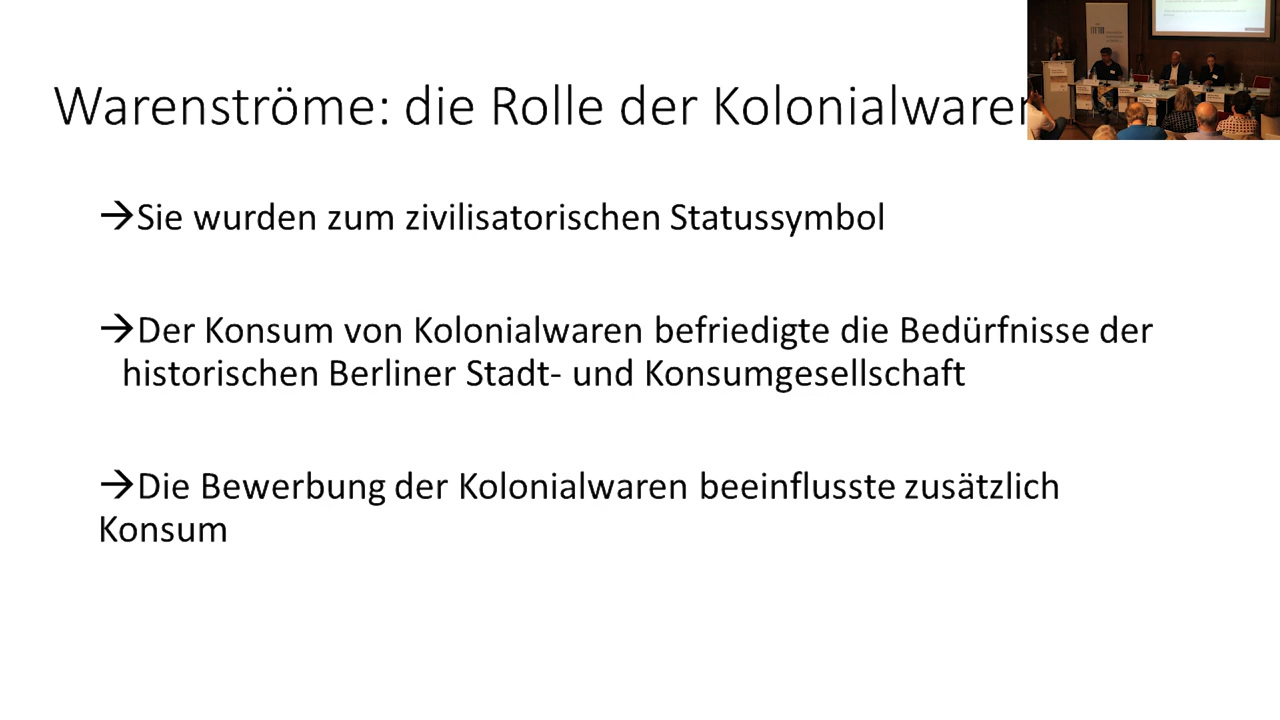 Warenströme: die Rolle der Kolonialwaren
→Sie wurden zum zivilisatorischen Statussymbol
→Der Konsum von Kolonialwaren befriedigte die Bedürfnisse der
historischen Berliner Stadt- und Konsumgesellschaft
→Die Bewerbung der Kolonialwaren beeinflusste zusätzlich
Konsum